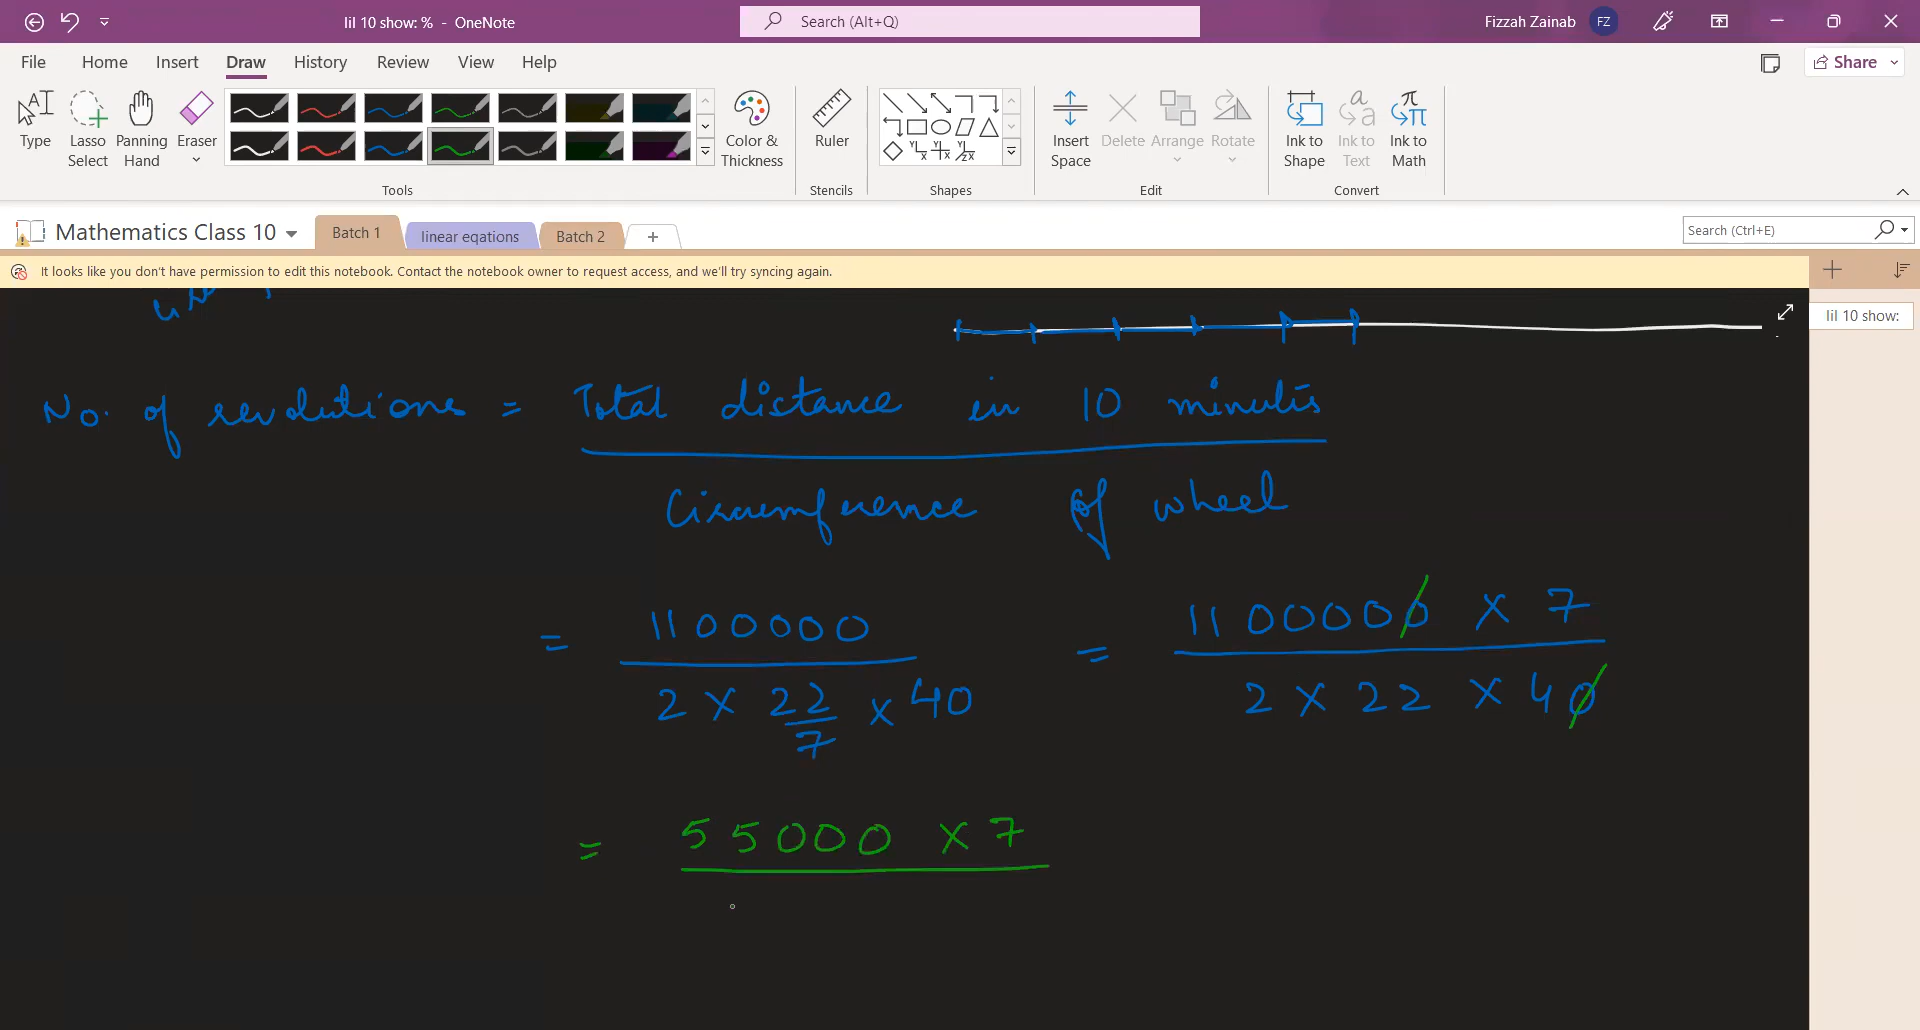 lil 10 show: % - OneNote
Search (Alt+Q)
Fizzah Zainab FZ
File Home Insert Draw History Review View Help
Share
Type
Lasso Select
Panning Hand
Eraser
Color & Thickness
Ruler
Insert Space
Delete
Arrange
Rotate
Ink to Shape
Ink to Text
Ink to Math
Tools Stencils Shapes Edit Convert
Mathematics Class 10 Batch 1 linear eqations Batch 2
Search (Ctrl+E)
It looks like you don't have permission to edit this notebook. Contact the notebook owner to request access, and we'll try syncing again.
lil 10 show:
No. of revolutions = Total distance in 10 minutes
Circumference of wheel
= 1100000 = 1100000 x 7
2 x 22 x 40 2 x 22 x 40
7
= 55000 x 7